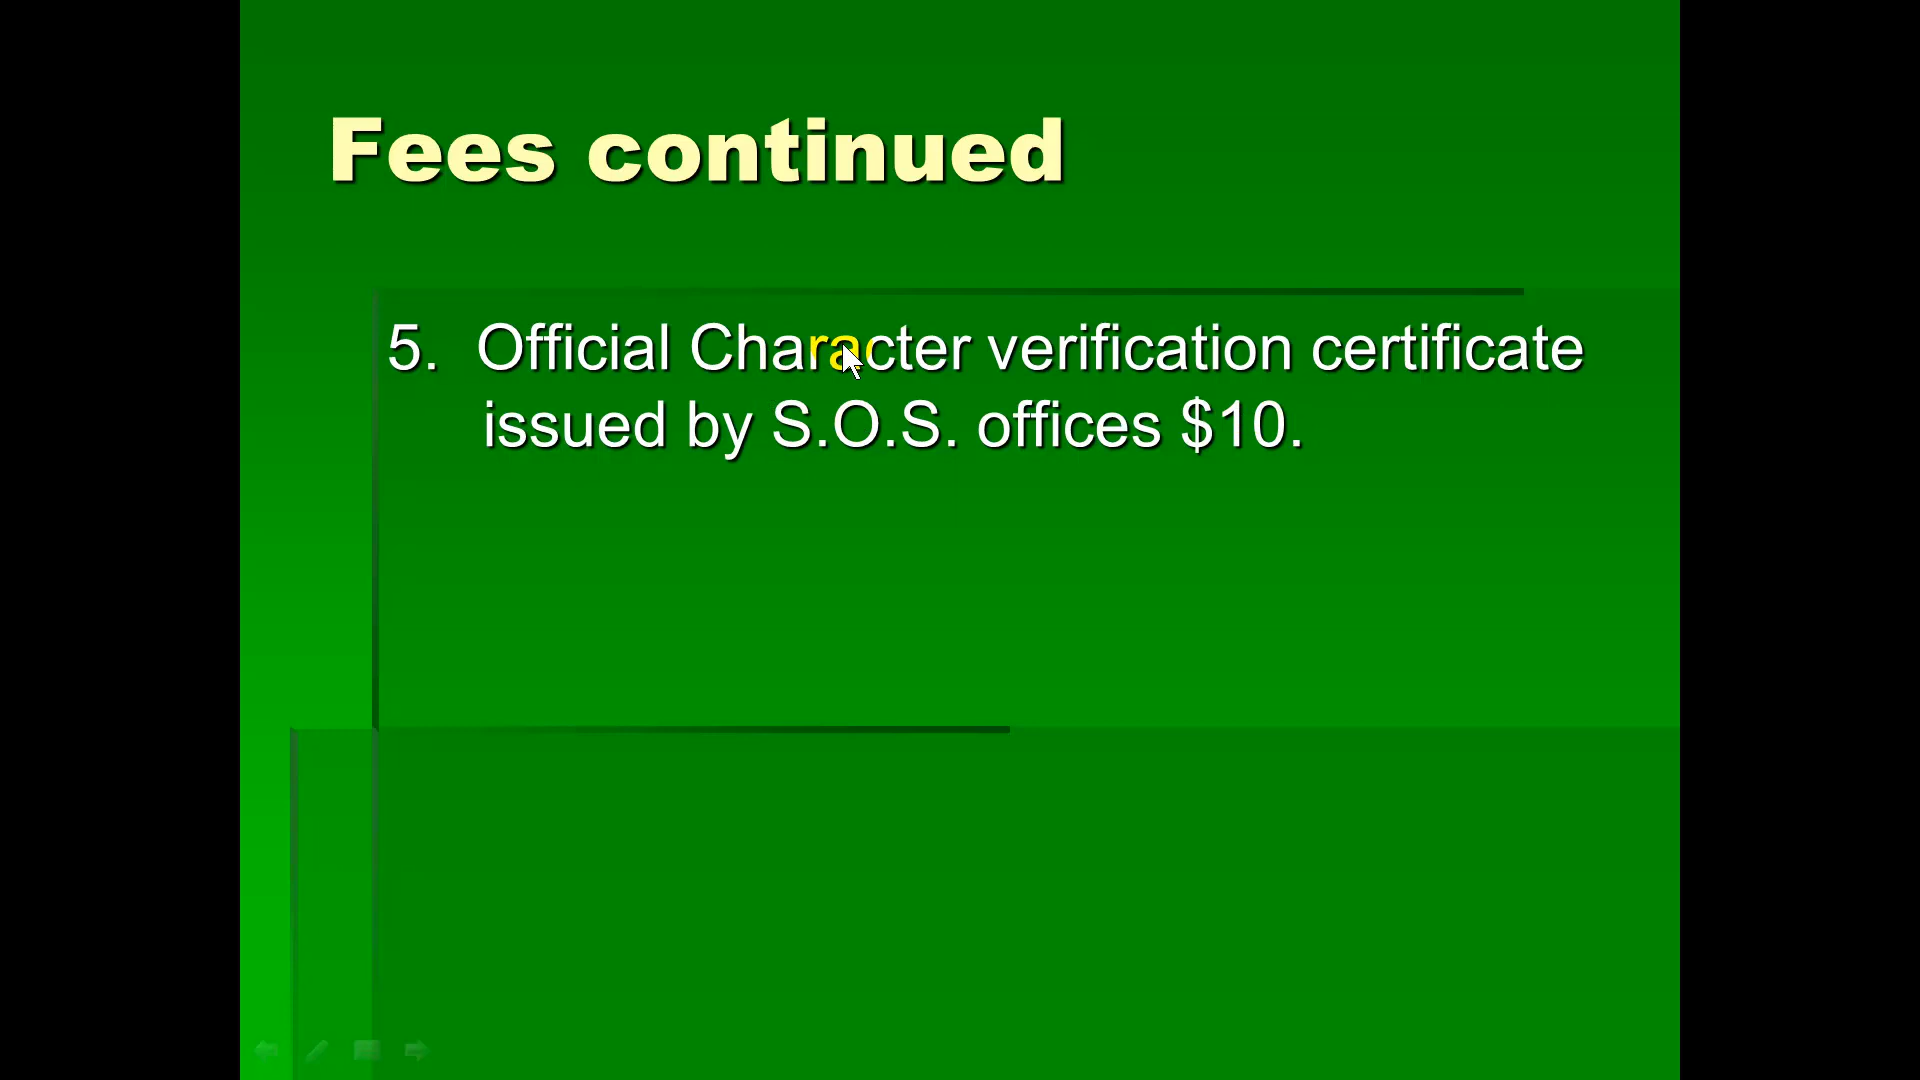 Fees continued
5. Official Character verification certificate
issued by S.O.S. offices $10.